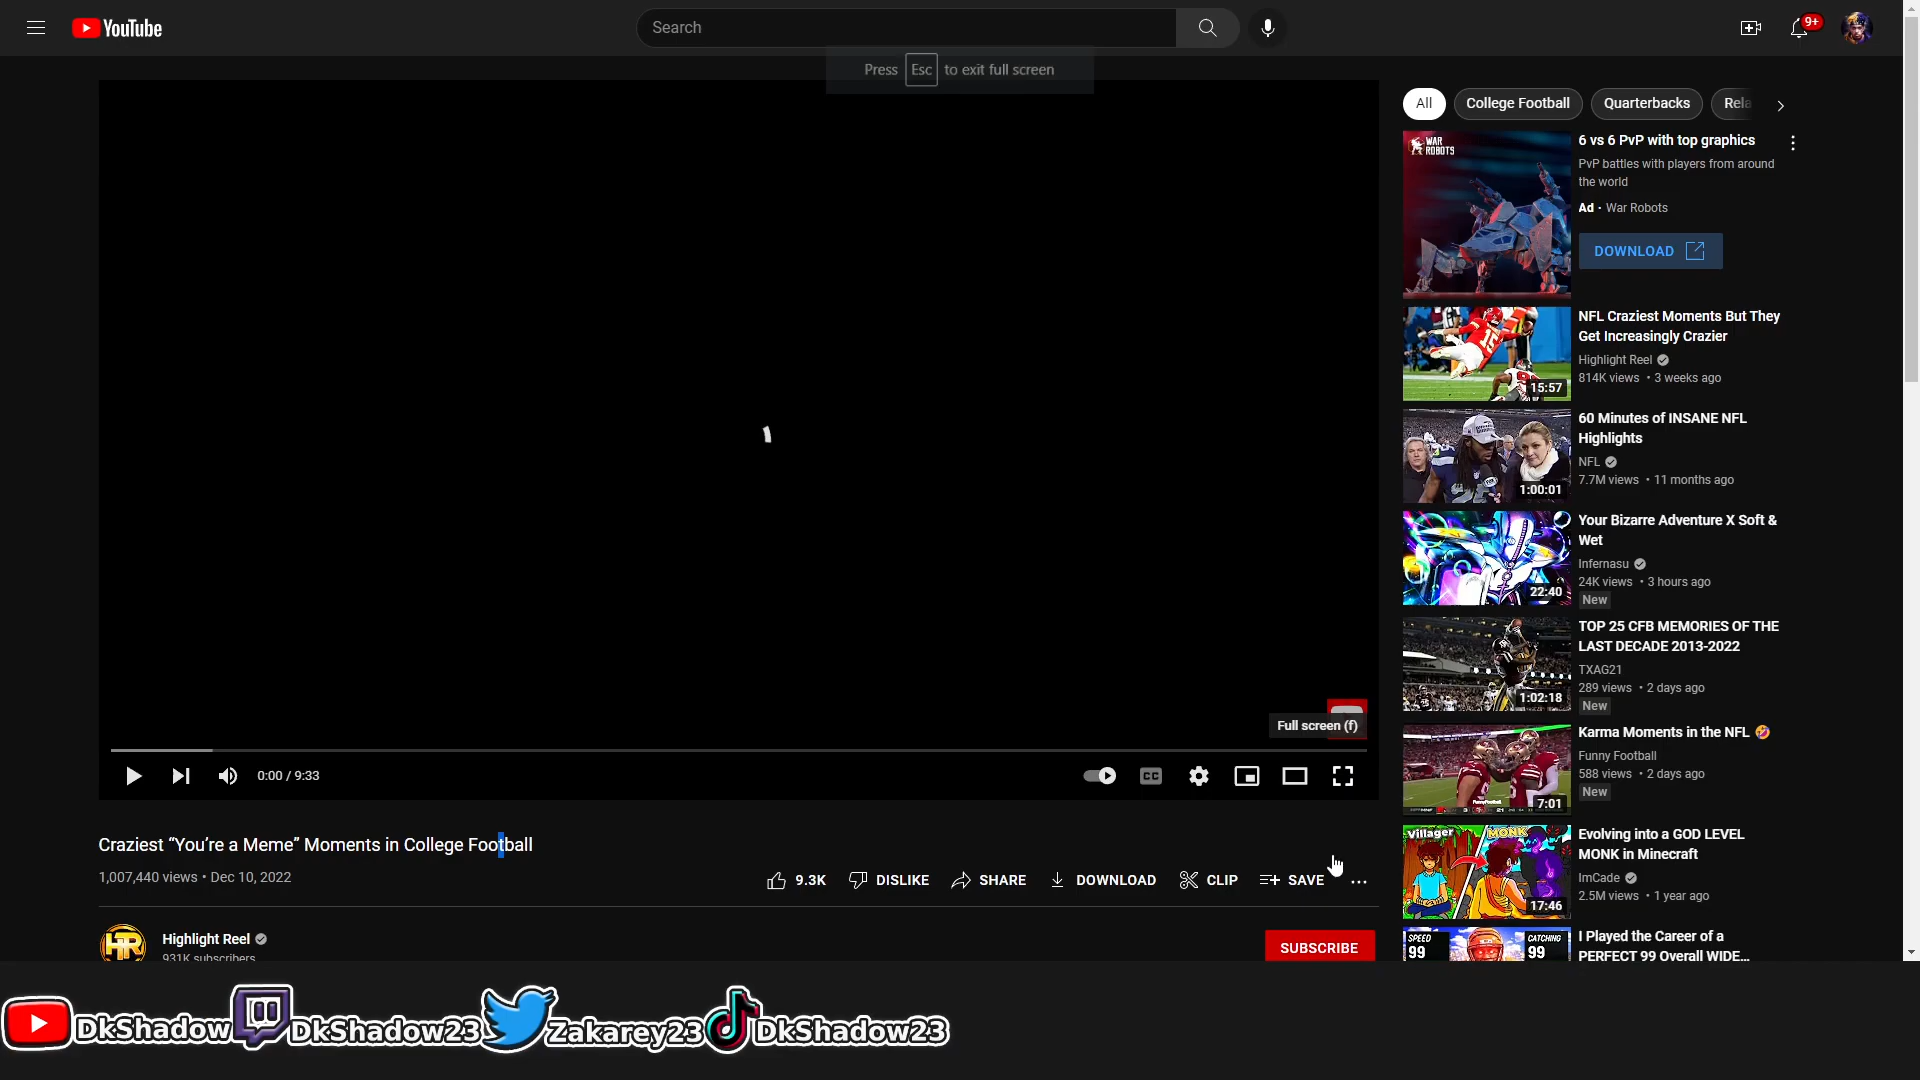 YouTube
Search
9+
Press Esc to exit full screen
All
College Football
Quarterbacks
WAR
ROBOTS
6 vs 6 PvP with top graphics
PvP battles with players from around
the world
Ad · War Robots
DOWNLOAD
15:57
NFL Craziest Moments But They
Get Increasingly Crazier
Highlight Reel
814K views • 3 weeks ago
1:00:01
60 Minutes of INSANE NFL
Highlights
NFL
7.7M views • 11 months ago
22:40
Your Bizarre Adventure X Soft &
Wet
Infernasu
24K views • 3 hours ago
New
1:02:18
TOP 25 CFB MEMORIES OF THE
LAST DECADE 2013-2022
TXAG21
289 views • 2 days ago
New
7:01
Karma Moments in the NFL 🏈
Funny Football
588 views • 2 days ago
New
Villager
MONK
17:46
Evolving into a GOD LEVEL
MONK in Minecraft
ImCade
2.5M views • 1 year ago
SPEED
99
CATCHING
99
I Played the Career of a
PERFECT 99 Overall WIDE...
Full screen (f)
0:00 / 9:33
CC
Craziest “You’re a Meme” Moments in College Football
1,007,440 views • Dec 10, 2022
9.3K
DISLIKE
SHARE
DOWNLOAD
CLIP
SAVE
HR
Highlight Reel
931K subscribers
SUBSCRIBE
DkShadow
DkShadow23
Zakarey23
DkShadow23